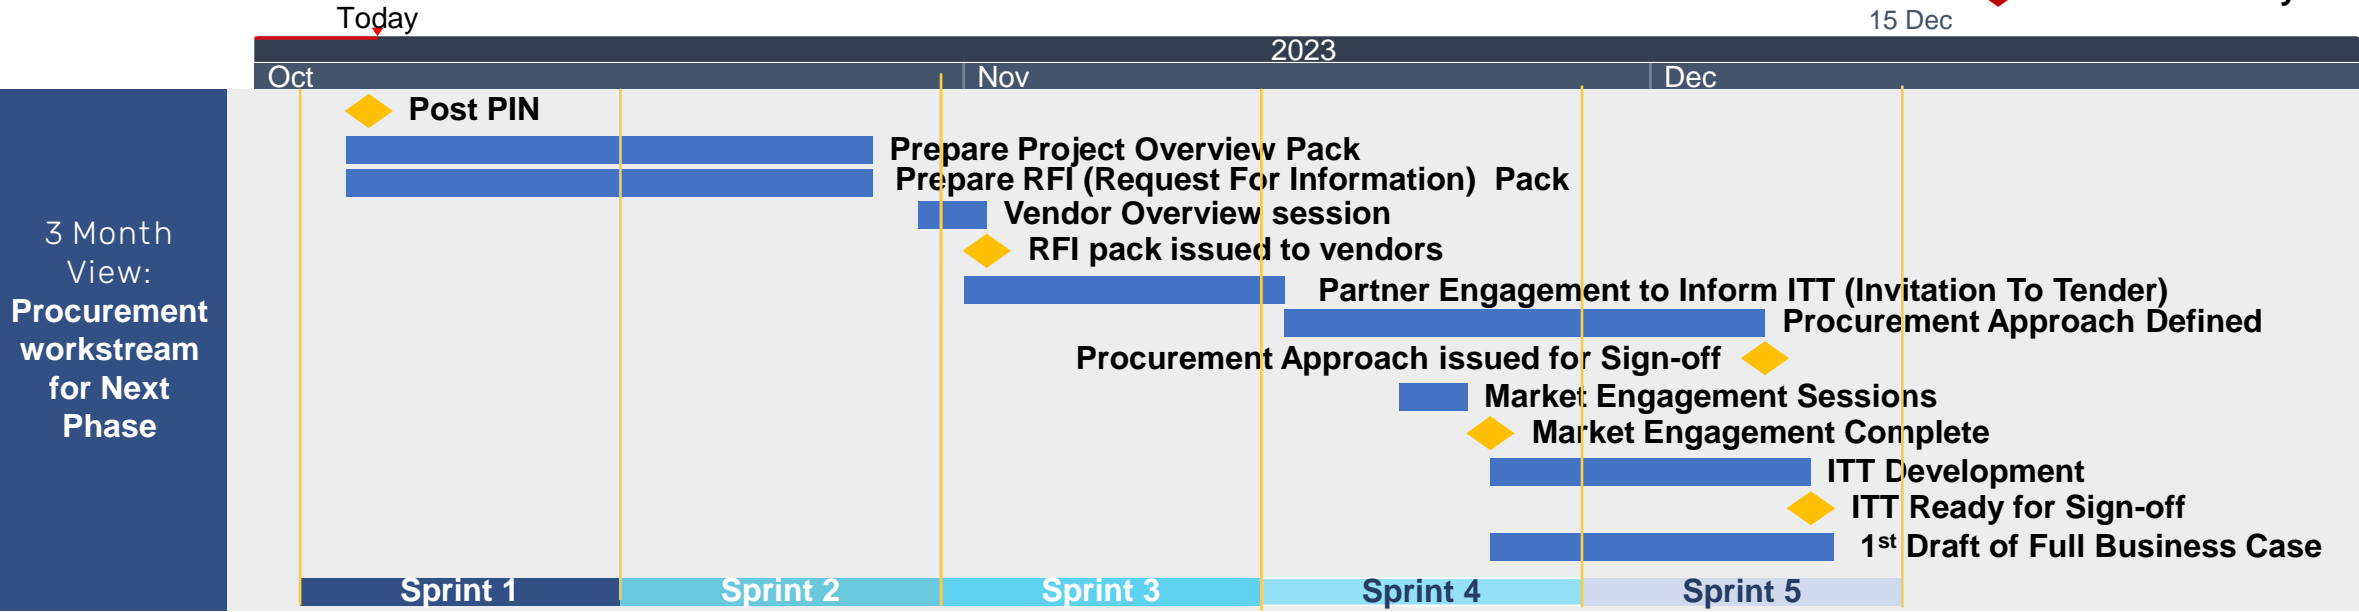 Today
15 Dec
2023
Oct
Nov
Dec
Post PIN
Prepare Project Overview Pack
Prepare RFI (Request For Information) Pack
Vendor Overview session
RFI pack issued to vendors
Partner Engagement to Inform ITT (Invitation To Tender)
Procurement Approach Defined
Procurement Approach issued for Sign-off
Market Engagement Sessions
Market Engagement Complete
ITT Development
ITT Ready for Sign-off
1st Draft of Full Business Case
3 Month
View:
Procurement
workstream
for Next
Phase
Sprint 1
Sprint 2
Sprint 3
Sprint 4
Sprint 5